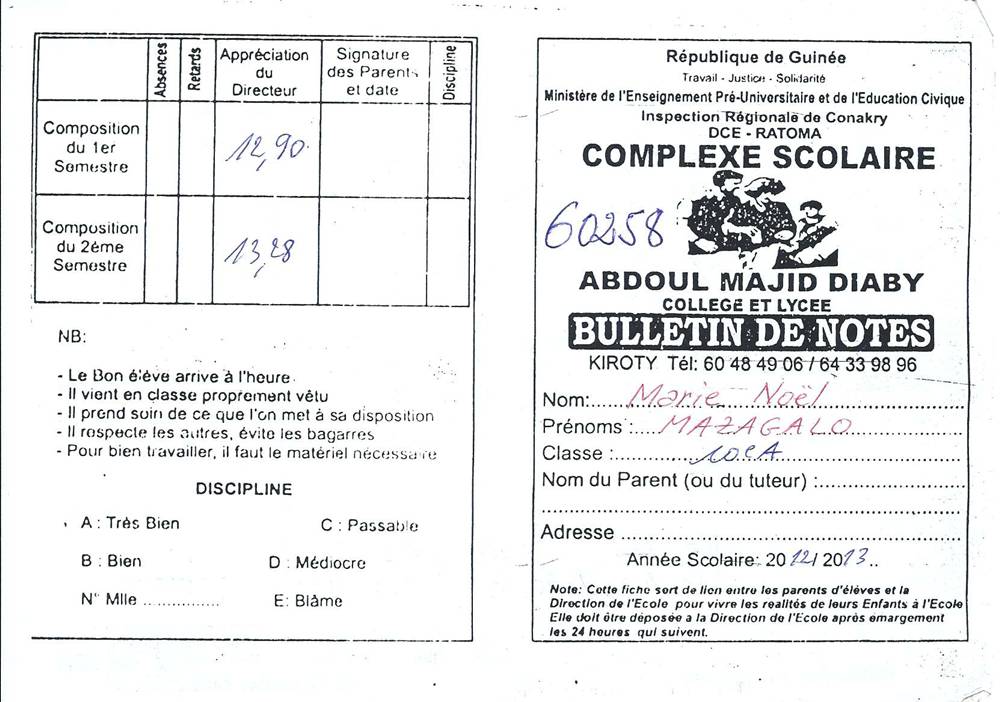 Absences
Retards
Appréciation du Directeur
Signature des Parents et date
Discipline
Composition du 1er Semestre
12,90
Composition du 2éme Semestre
13,28
NB:
- Le Bon élève arrive à l'heure.
- Il vient en classe proprement vêtu
- Il prend soin de ce que l'on met à sa disposition
- Il respecte les autres, évite les bagarres
- Pour bien travailler, il faut le matériel nécessaire
DISCIPLINE
A : Très Bien
C : Passable
B : Bien
D : Médiocre
N° Mlle ..............
E: Blâme
République de Guinée
Travail - Justice - Solidarité
Ministère de l'Enseignement Pré-Universitaire et de l'Education Civique
Inspection Régionale de Conakry
DCE - RATOMA
COMPLEXE SCOLAIRE
60258
ABDOUL MAJID DIABY
COLLEGE ET LYCEE
BULLETIN DE NOTES
KIROTY Tél: 60 48 49 06 / 64 33 98 96
Nom:.....Marie Noël
Prénoms :....MAZAGALO
Classe :..............10eA
Nom du Parent (ou du tuteur) :......................
Adresse ..................................................
Année Scolaire: 2012/ 2013..
Note: Cette fiche sert de lien entre les parents d'élèves et la
Direction de l'Ecole pour vivre les realités de leurs Enfants à l'Ecole
Elle doit être déposée a la Direction de l'Ecole après emargement
les 24 heures qui suivent.